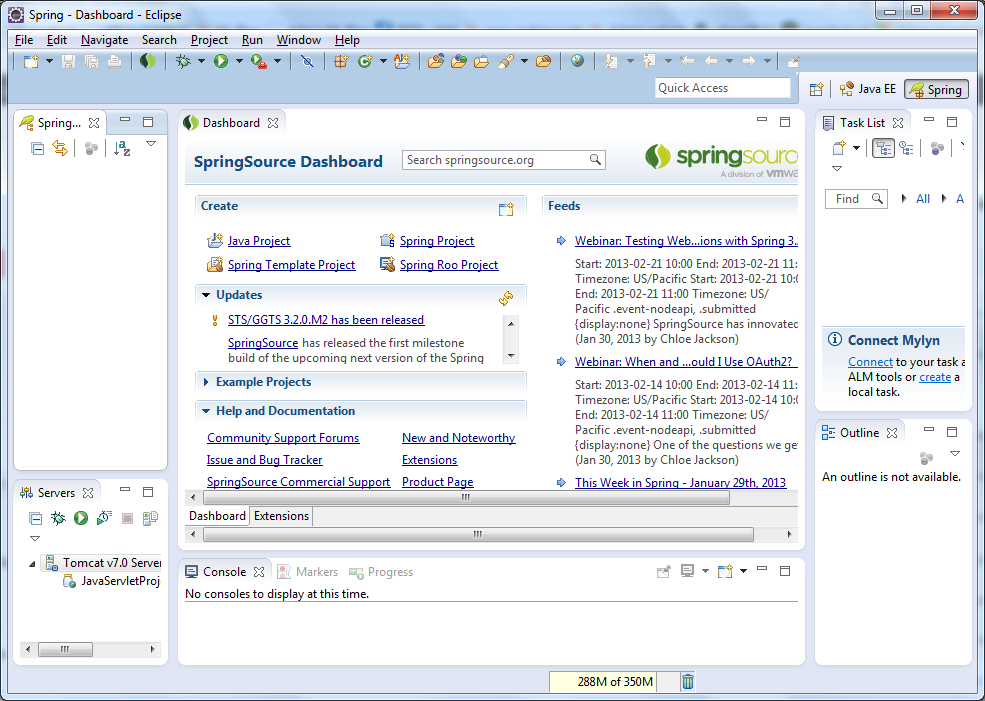 Spring - Dashboard - Eclipse
File Edit Navigate Search Project Run Window Help
Quick Access
Java EE
Spring
Spring...
Dashboard
SpringSource Dashboard
Search springsource.org
springsourc
A division of vmwa
Create
Java Project
Spring Project
Spring Template Project
Spring Roo Project
Updates
STS/GGTS 3.2.0.M2 has been released
SpringSource has released the first milestone
build of the upcoming next version of the Spring
Example Projects
Help and Documentation
Community Support Forums
New and Noteworthy
Issue and Bug Tracker
Extensions
SpringSource Commercial Support
Product Page
Feeds
Webinar: Testing Web...ions with Spring 3..
Start: 2013-02-21 10:00 End: 2013-02-21 11:
Timezone: US/Pacific Start: 2013-02-21 10:0
End: 2013-02-21 11:00 Timezone: US/
Pacific .event-nodeapi, .submitted
{display:none} SpringSource has innovated
(Jan 30, 2013 by Chloe Jackson)
Webinar: When and ...ould I Use OAuth2?
Start: 2013-02-14 10:00 End: 2013-02-14 11:
Timezone: US/Pacific Start: 2013-02-14 10:0
End: 2013-02-14 11:00 Timezone: US/
Pacific .event-nodeapi, .submitted
{display:none} One of the questions we ge
(Jan 30, 2013 by Chloe Jackson)
This Week in Spring - January 29th, 2013
Dashboard Extensions
Task List
Find
All
A
Connect Mylyn
Connect to your task a
ALM tools or create a
local task.
Outline
An outline is not available.
Servers
Tomcat v7.0 Server
JavaServletProj
Console
Markers
Progress
No consoles to display at this time.
288M of 350M